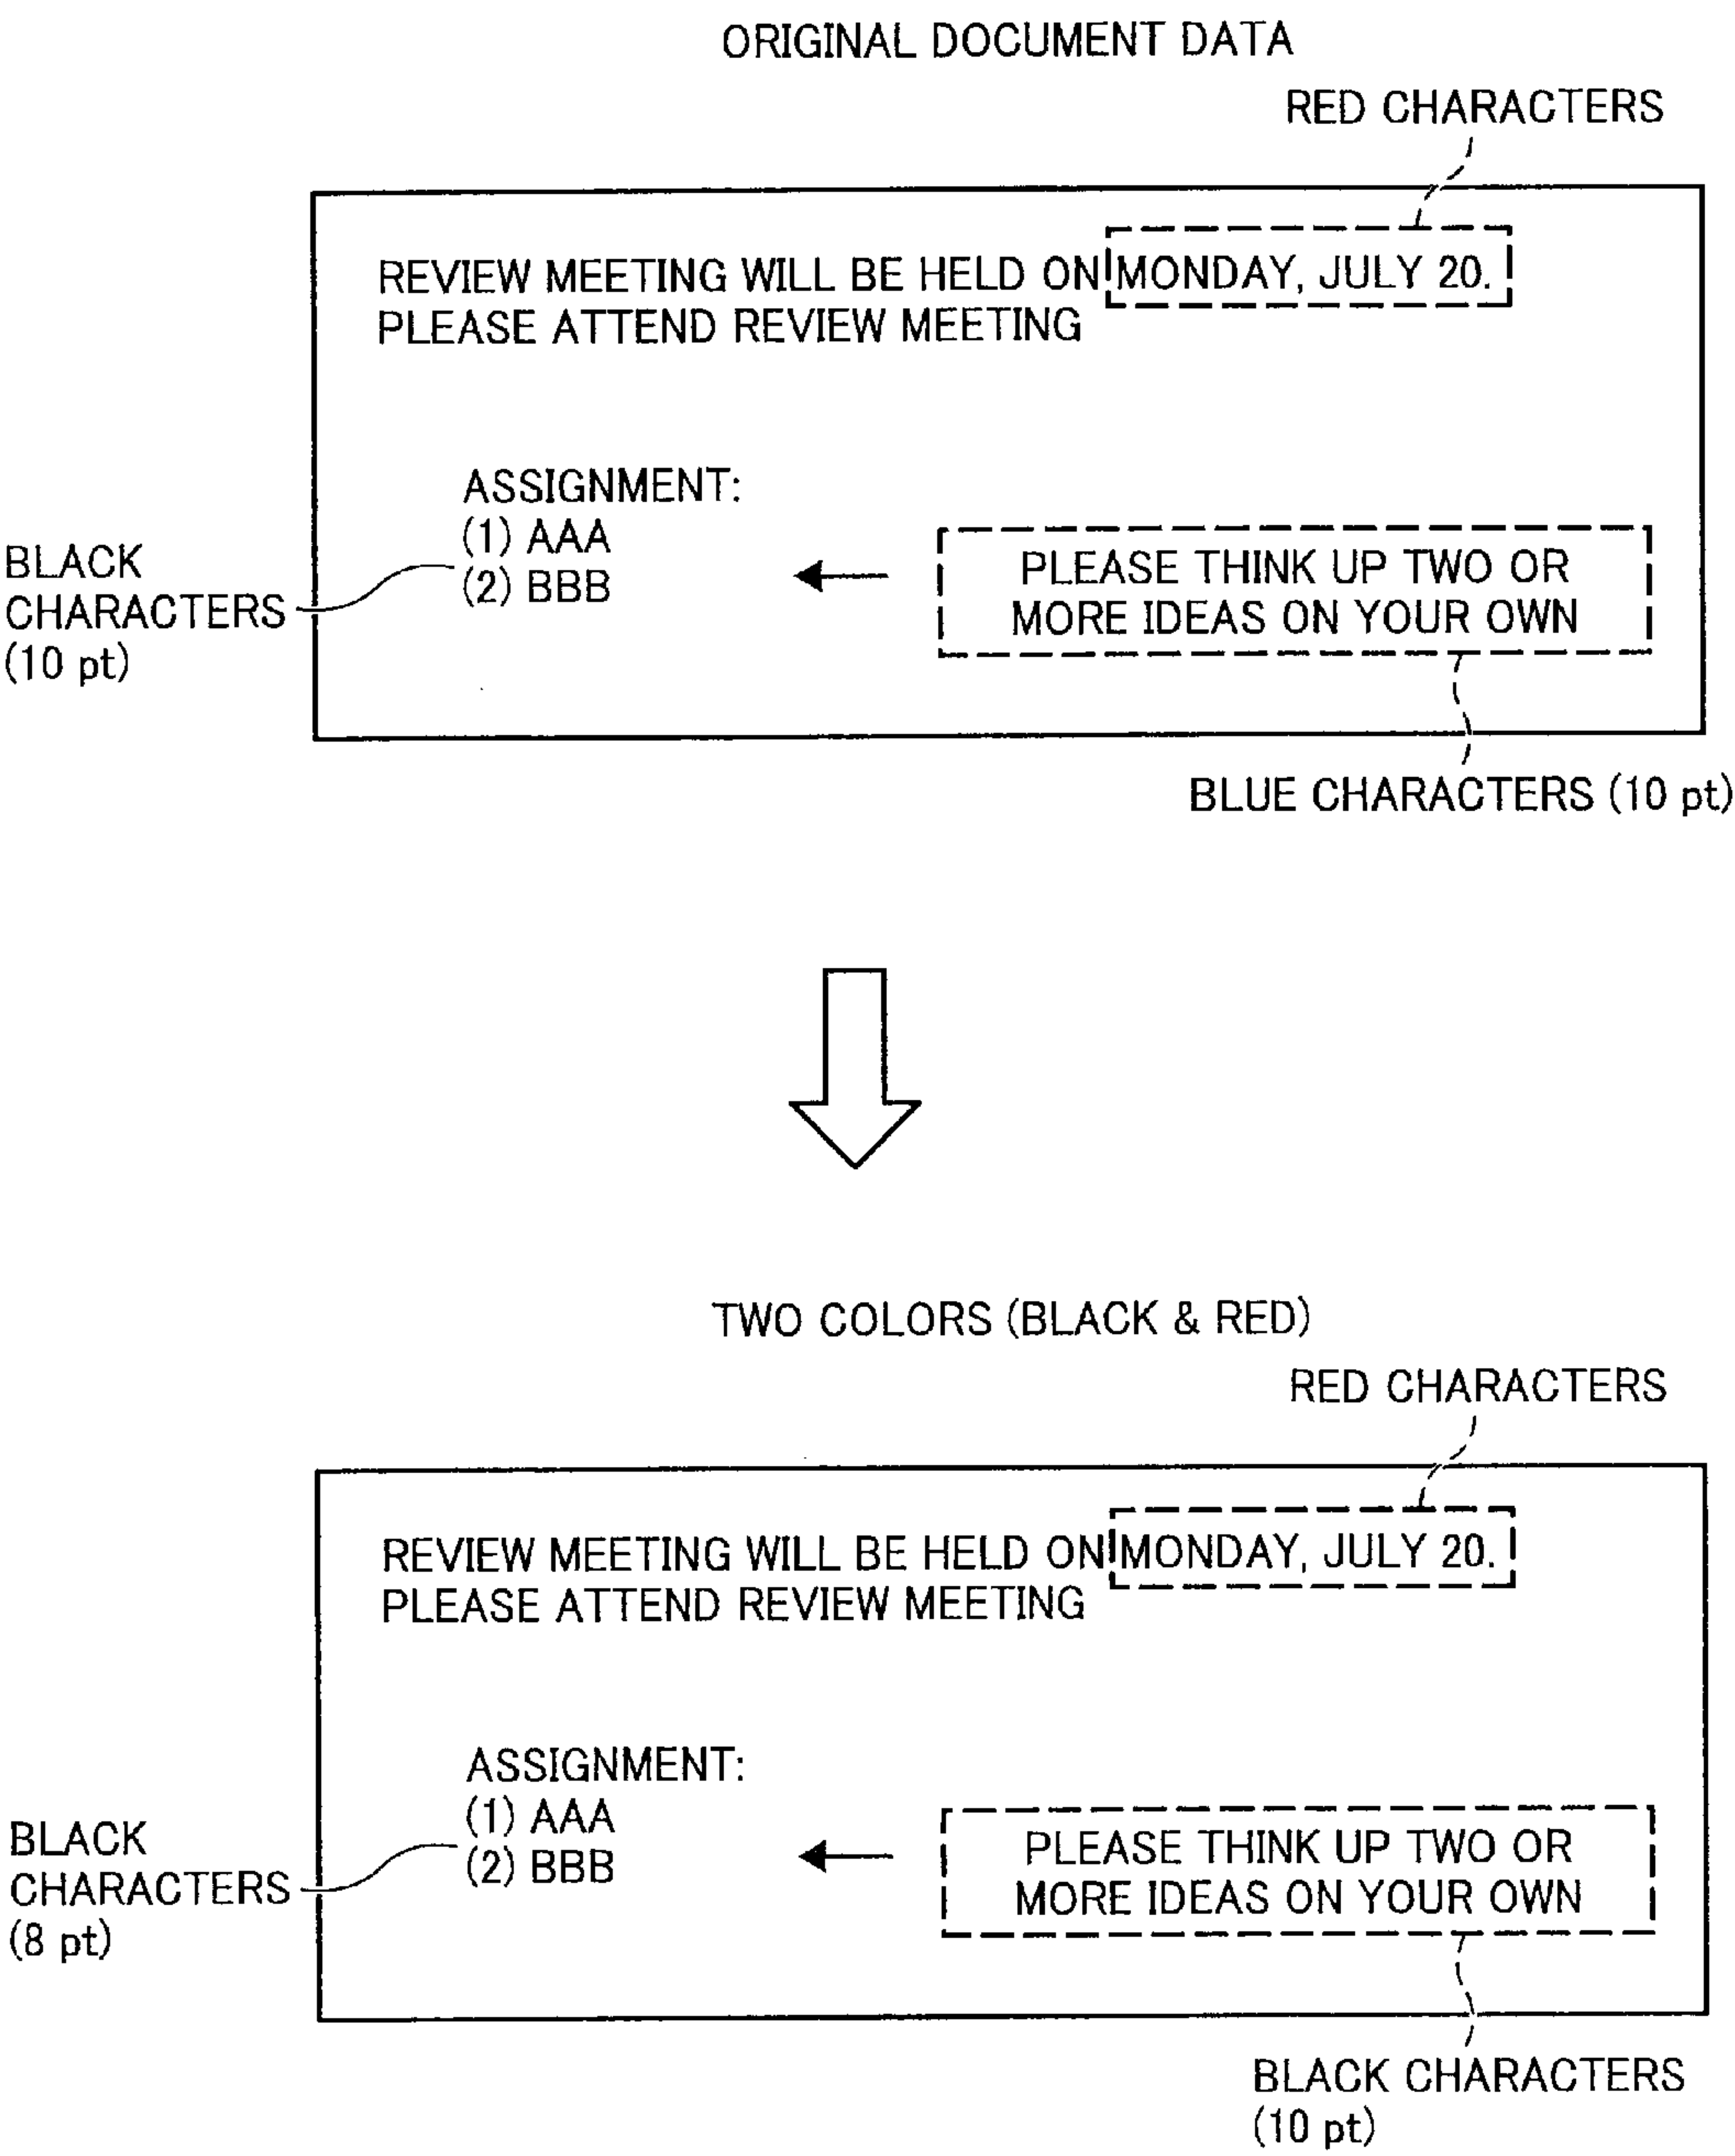 ORIGINAL DOCUMENT DATA
RED CHARACTERS
REVIEW MEETING WILL BE HELD ON MONDAY, JULY 20.
PLEASE ATTEND REVIEW MEETING
ASSIGNMENT:
(1) AAA
(2) BBB
BLACK
CHARACTERS
(10 pt)
PLEASE THINK UP TWO OR
MORE IDEAS ON YOUR OWN
BLUE CHARACTERS (10 pt)
TWO COLORS (BLACK & RED)
RED CHARACTERS
REVIEW MEETING WILL BE HELD ON MONDAY, JULY 20.
PLEASE ATTEND REVIEW MEETING
ASSIGNMENT:
(1) AAA
(2) BBB
BLACK
CHARACTERS
(8 pt)
PLEASE THINK UP TWO OR
MORE IDEAS ON YOUR OWN
BLACK CHARACTERS
(10 pt)